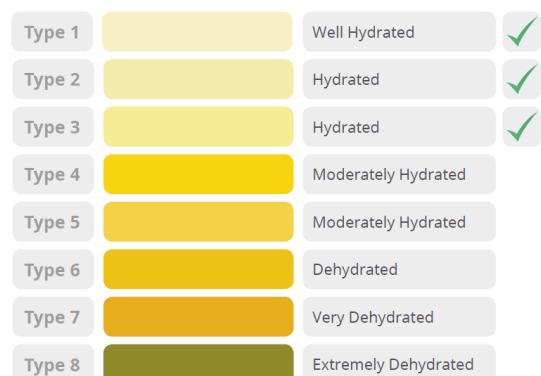 Type 1 Well Hydrated
Type 2 Hydrated
Type 3 Hydrated
Type 4 Moderately Hydrated
Type 5 Moderately Hydrated
Type 6 Dehydrated
Type 7 Very Dehydrated
Type 8 Extremely Dehydrated